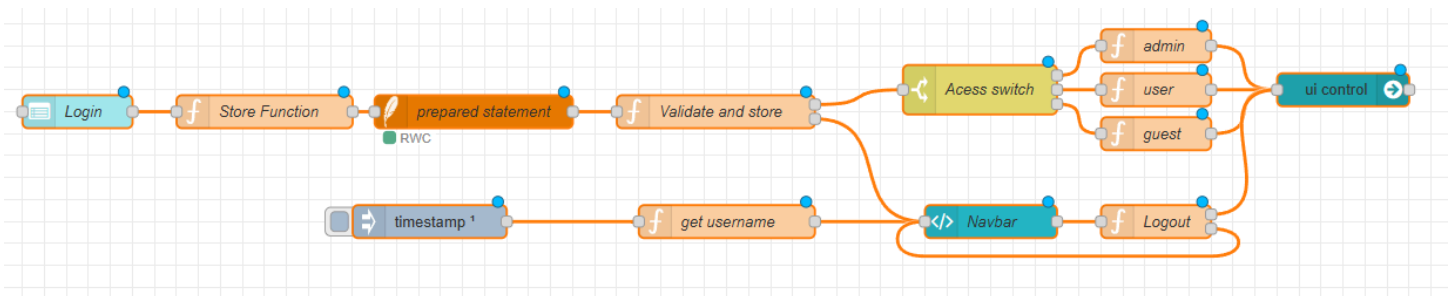 admin
Login
Store Function
prepared statement
Validate and store
Acess switch
user
ui control
RWC
guest
timestamp ¹
get username
Navbar
Logout